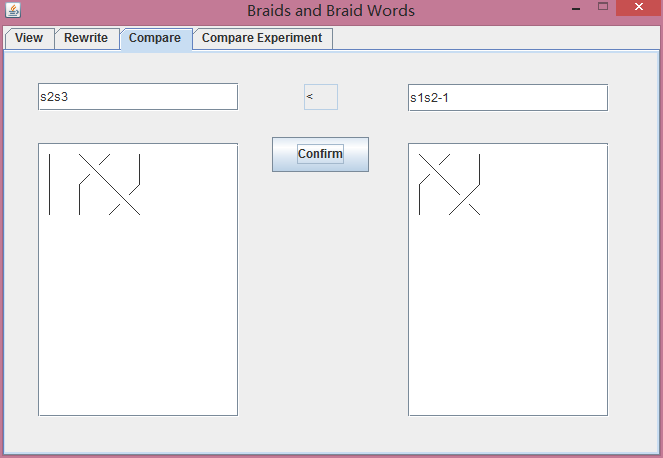 Braids and Braid Words
View Rewrite Compare Compare Experiment
s2s3 < s1s2-1
Confirm